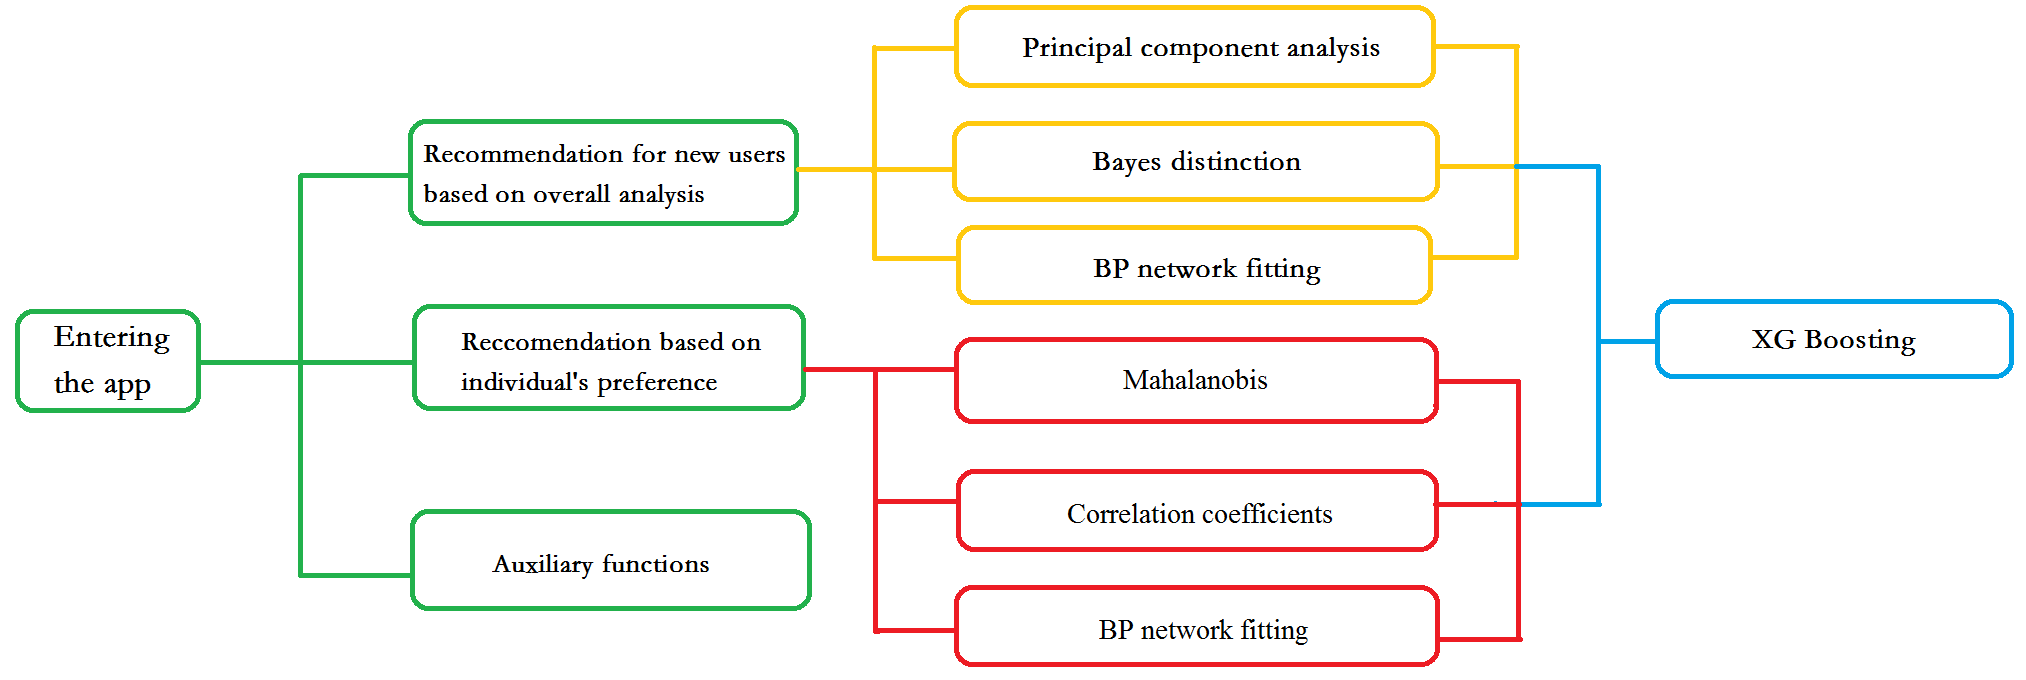 Entering
the app
Recommendation for new users
based on overall analysis
Reccomendation based on
individual's preference
Auxiliary functions
Principal component analysis
Bayes distinction
BP network fitting
Mahalanobis
Correlation coefficients
BP network fitting
XG Boosting